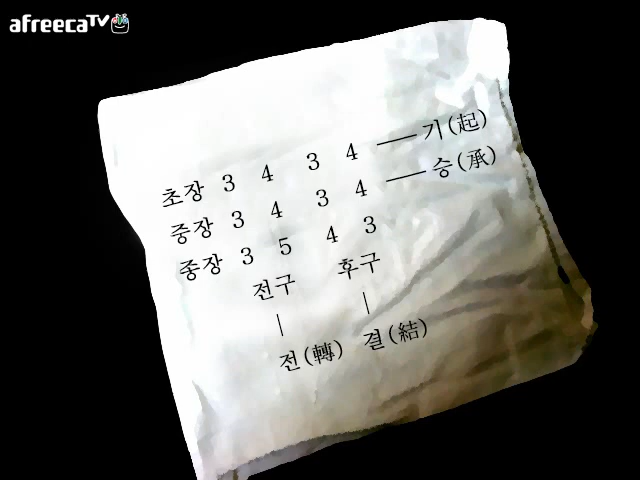 afreecaTV
초장 3 4 3 4 ── 기(起)
중장 3 4 3 4 ── 승(承)
종장 3 5 4 3
전구 후구
| |
전(轉) 결(結)